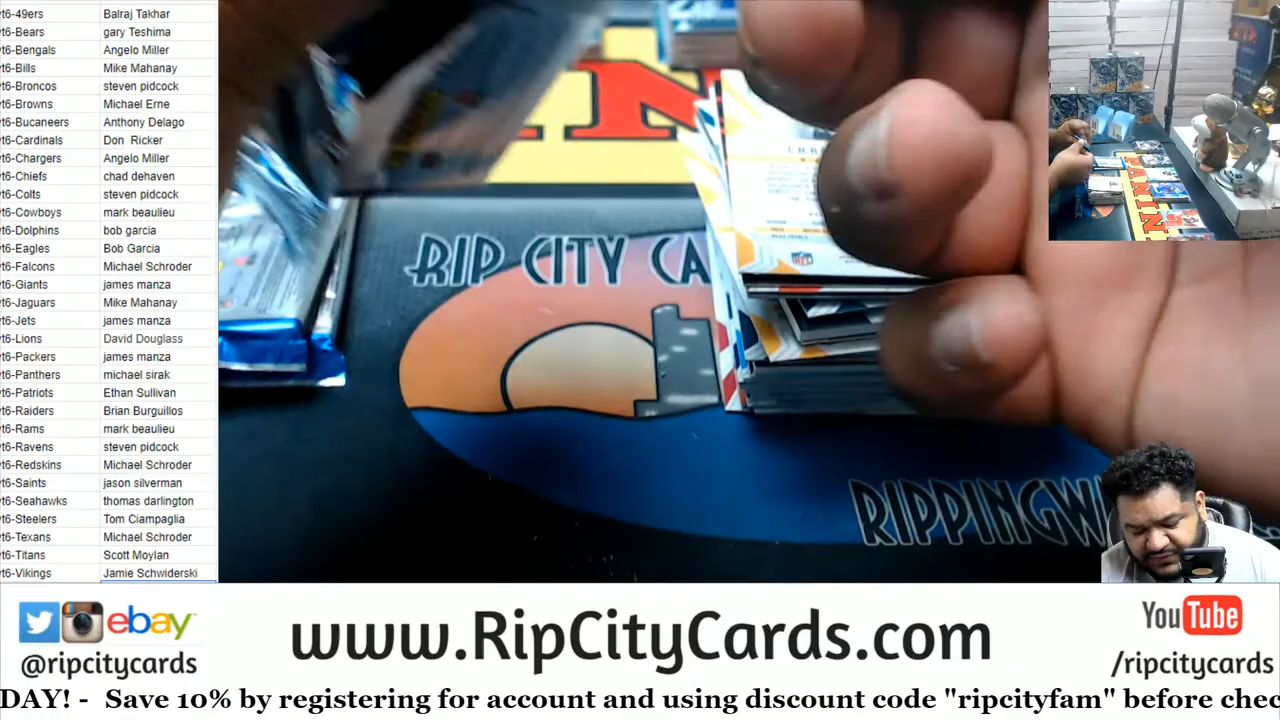 t6-49ers Balraj Takhar
t6-Bears gary Teshima
t6-Bengals Angelo Miller
t6-Bills Mike Mahanay
t6-Broncos steven pidcock
t6-Browns Michael Erne
t6-Bucaneers Anthony Delago
t6-Cardinals Don Ricker
t6-Chargers Angelo Miller
t6-Chiefs chad dehaven
t6-Colts steven pidcock
t6-Cowboys mark beaulieu
t6-Dolphins bob garcia
t6-Eagles Bob Garcia
t6-Falcons Michael Schroder
t6-Giants james manza
t6-Jaguars Mike Mahanay
t6-Jets james manza
t6-Lions David Douglass
t6-Packers james manza
t6-Panthers michael sirak
t6-Patriots Ethan Sullivan
t6-Raiders Brian Burguillos
t6-Rams mark beaulieu
t6-Ravens steven pidcock
t6-Redskins Michael Schroder
t6-Saints jason silverman
t6-Seahawks thomas darlington
t6-Steelers Tom Ciampaglia
t6-Texans Michael Schroder
t6-Titans Scott Moylan
t6-Vikings Jamie Schwiderski
RIP CITY CA
RIPPINGW
PANINI
ebay
@ripcitycards
www.RipCityCards.com
YouTube
/ripcitycards
DAY! - Save 10% by registering for account and using discount code "ripcityfam" before chec